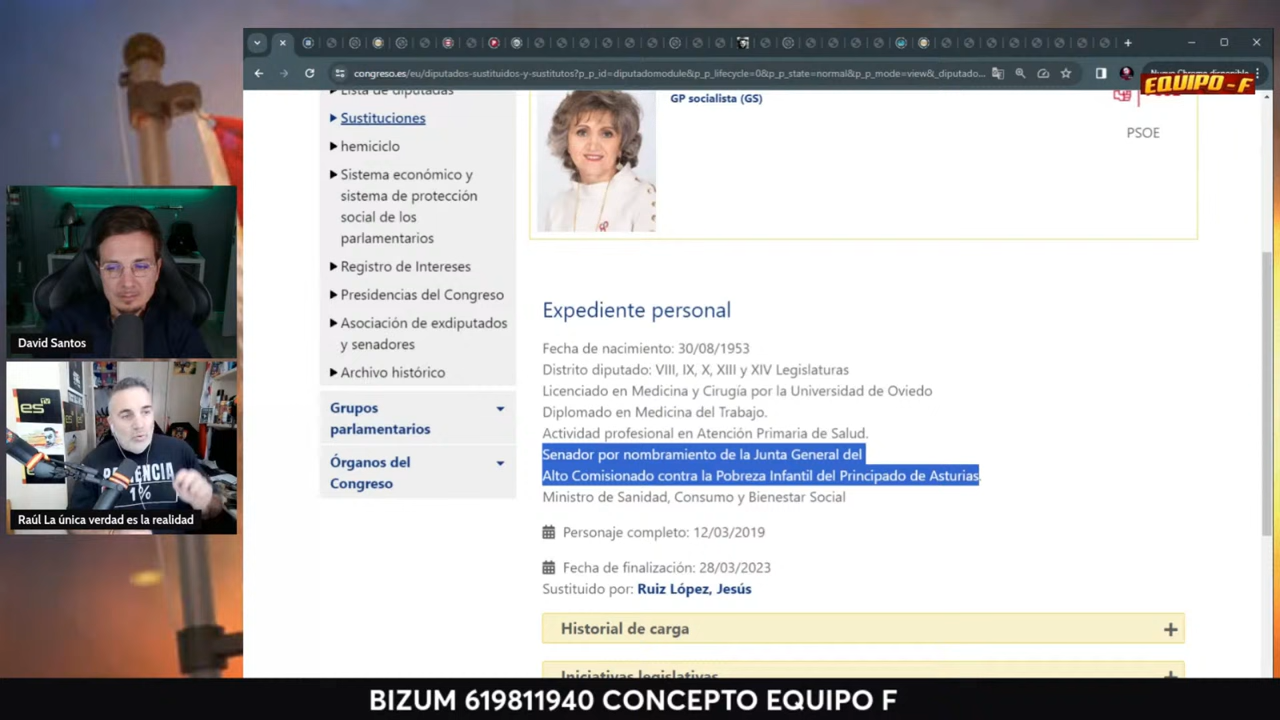 congreso.es/eu/diputados-sustituidos-y-sustitutos?p_p_id=diputadomodule&p_p_lifecycle=0&p_p_state=normal&p_p_mode=view&_diputado...
EQUIPO-F
Lista de diputadas
Sustituciones
hemiciclo
Sistema económico y
sistema de protección
social de los
parlamentarios
Registro de Intereses
Presidencias del Congreso
Asociación de exdiputados
y senadores
Archivo histórico
Grupos
parlamentarios
Órganos del
Congreso
GP socialista (GS)
PSOE
Expediente personal
Fecha de nacimiento: 30/08/1953
Distrito diputado: VIII, IX, X, XIII y XIV Legislaturas
Licenciado en Medicina y Cirugía por la Universidad de Oviedo
Diplomado en Medicina del Trabajo.
Actividad profesional en Atención Primaria de Salud.
Senador por nombramiento de la Junta General del
Alto Comisionado contra la Pobreza Infantil del Principado de Asturias.
Ministro de Sanidad, Consumo y Bienestar Social
Personaje completo: 12/03/2019
Fecha de finalización: 28/03/2023
Sustituido por: Ruiz López, Jesús
Historial de carga
Iniciativas legislativas
David Santos
es
1%
Raúl La única verdad es la realidad
BIZUM 619811940 CONCEPTO EQUIPO F